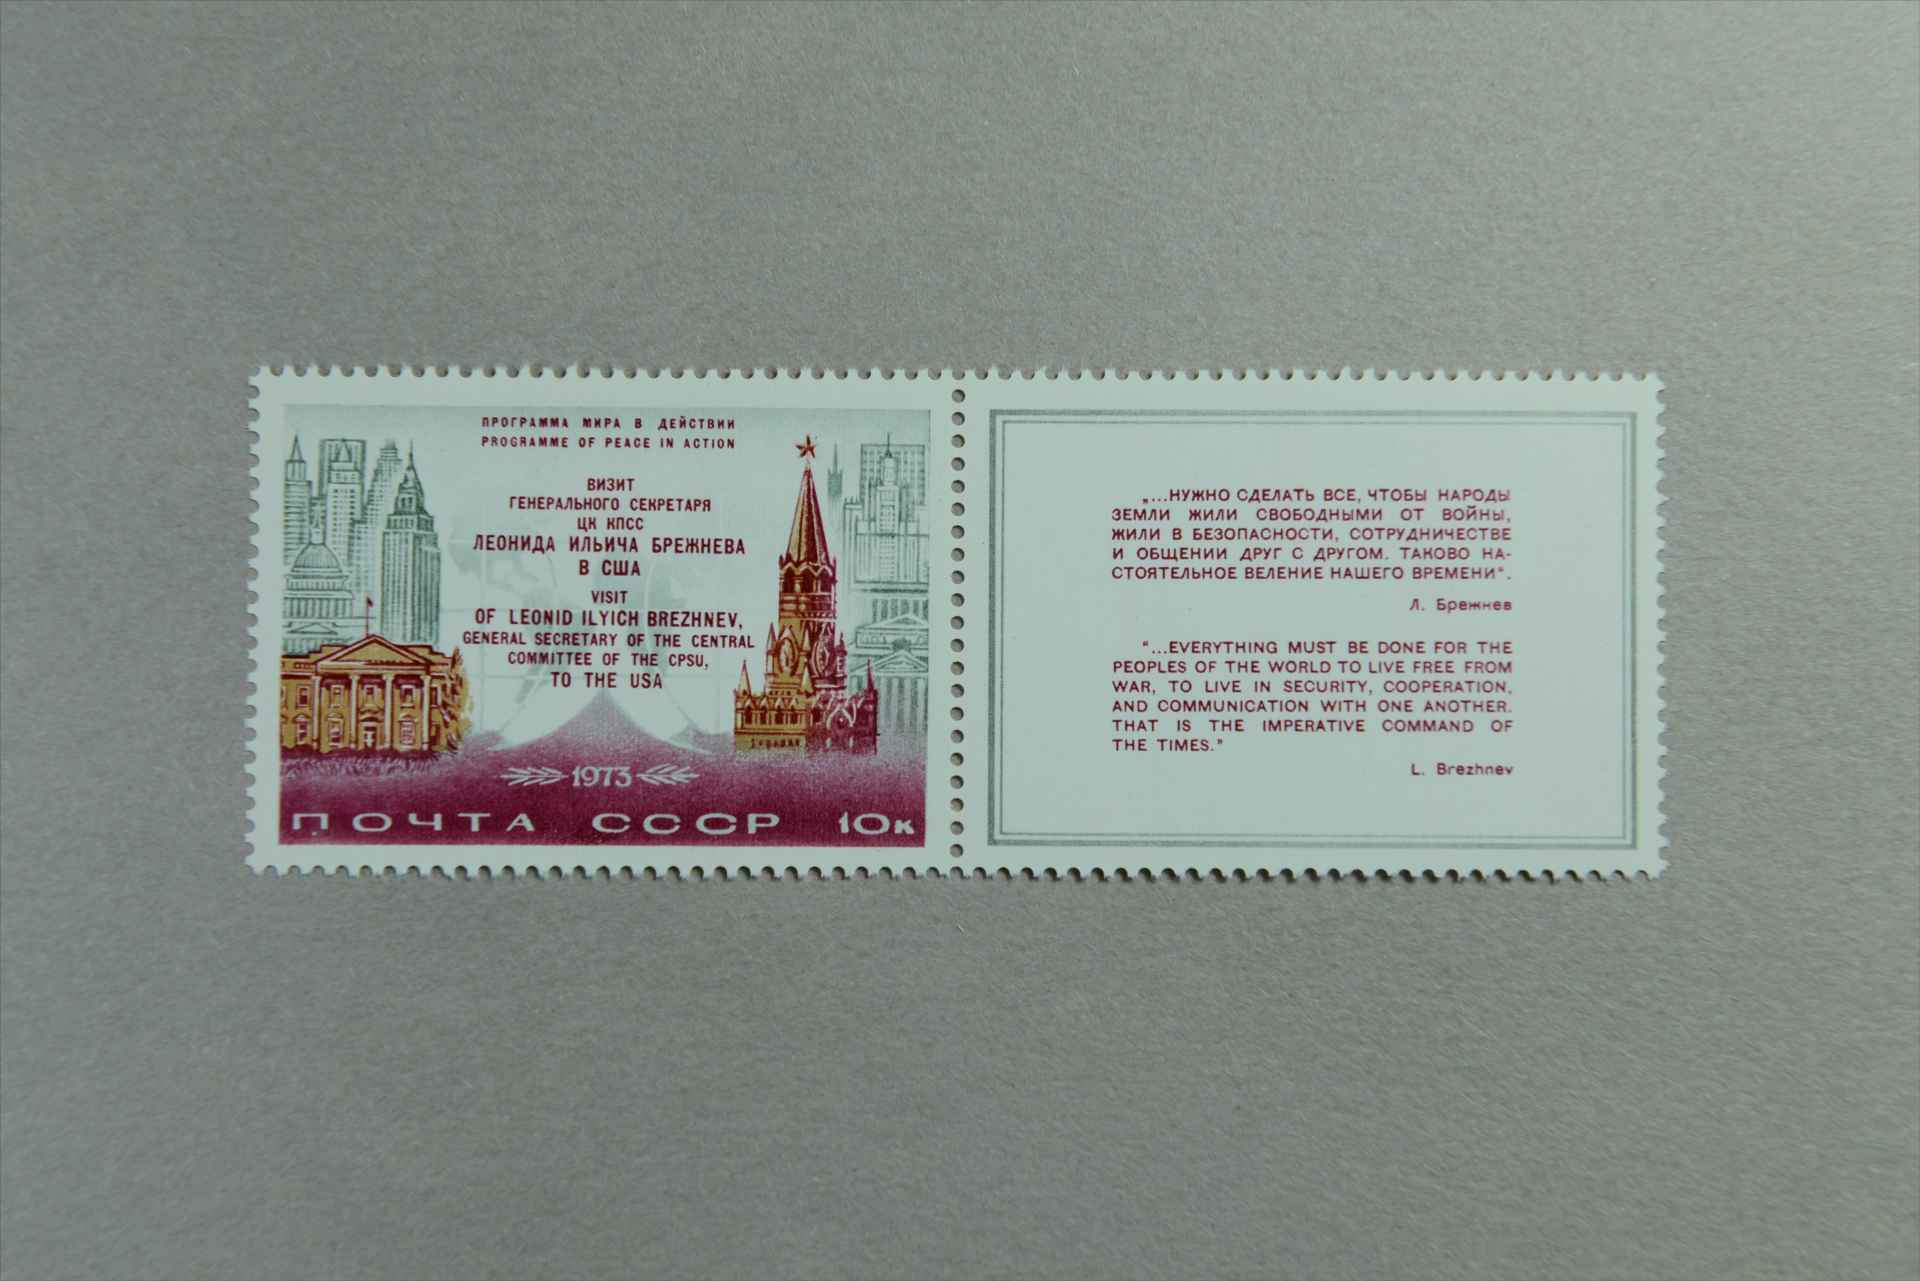 ПРОГРАММА МИРА В ДЕЙСТВИИ
PROGRAMME OF PEACE IN ACTION
ВИЗИТ
ГЕНЕРАЛЬНОГО СЕКРЕТАРЯ
ЦК КПСС
ЛЕОНИДА ИЛЬИЧА БРЕЖНЕВА
В США
VISIT
OF LEONID ILYICH BREZHNEV,
GENERAL SECRETARY OF THE CENTRAL
COMMITTEE OF THE CPSU,
TO THE USA
1973
ПОЧТА СССР 10к
„...НУЖНО СДЕЛАТЬ ВСЕ, ЧТОБЫ НАРОДЫ
ЗЕМЛИ ЖИЛИ СВОБОДНЫМИ ОТ ВОЙНЫ,
ЖИЛИ В БЕЗОПАСНОСТИ, СОТРУДНИЧЕСТВЕ
И ОБЩЕНИИ ДРУГ С ДРУГОМ. ТАКОВО НА-
СТОЯТЕЛЬНОЕ ВЕЛЕНИЕ НАШЕГО ВРЕМЕНИ“.
Л. Брежнев
“...EVERYTHING MUST BE DONE FOR THE
PEOPLES OF THE WORLD TO LIVE FREE FROM
WAR, TO LIVE IN SECURITY, COOPERATION,
AND COMMUNICATION WITH ONE ANOTHER.
THAT IS THE IMPERATIVE COMMAND OF
THE TIMES.”
L. Brezhnev